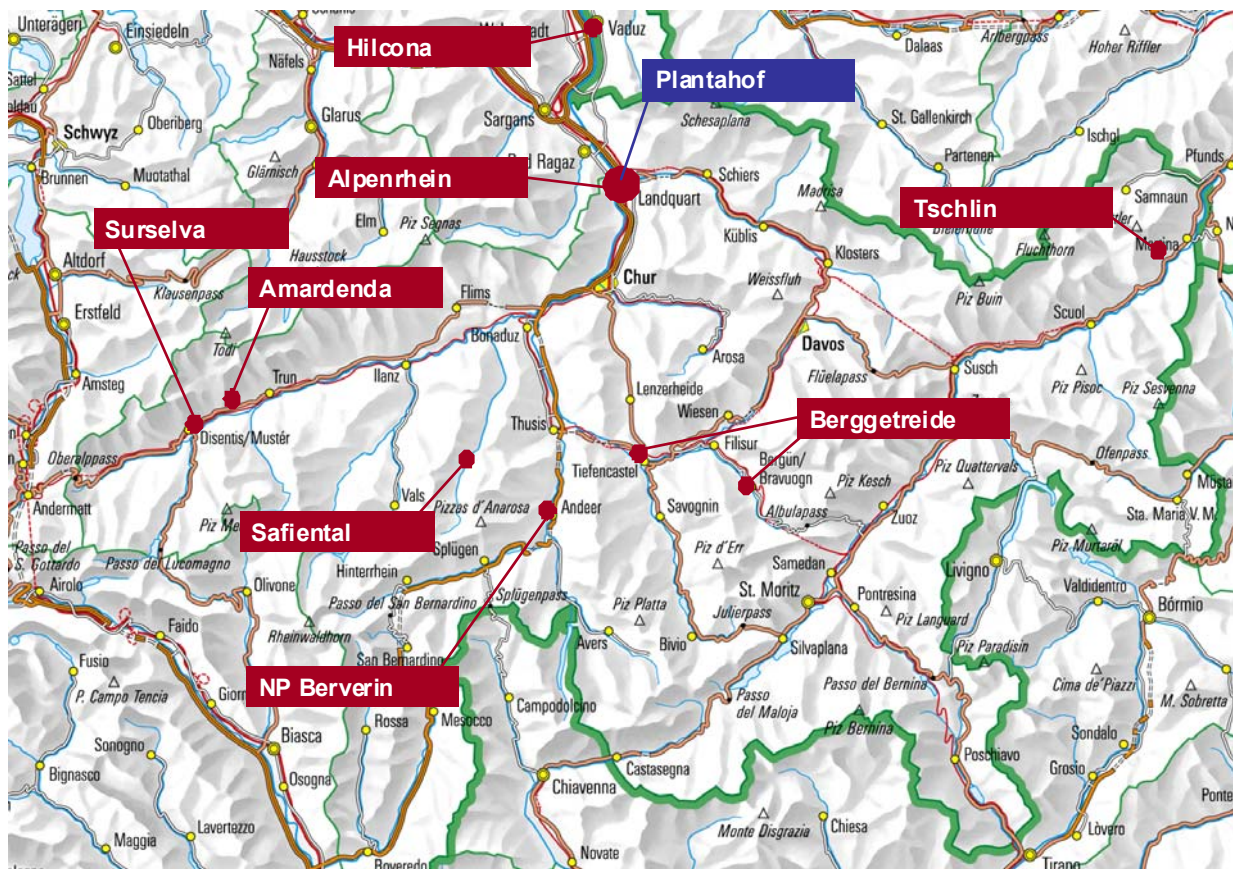 Unterägeri
Einsiedeln
Näfels
Hilcona
Vaduz
Dalaas
Arlbergpass
Hoher Riffler
Plantahof
Sattel
Schwyz
Oberiberg
Glarus
Sargans
Schesaplana
St. Gallenkirch
Ischgl
Brunnen
Muotathal
Glärnisch
Bad Ragaz
Alpenrhein
Landquart
Schiers
Madrisa
Partenen
Pfunds
Samnaun
Tschlin
Surselva
Elm
Piz Segnas
Küblis
Klosters
Fluchthorn
Martina
Altdorf
Klausenpass
Hausstock
Amardenda
Flims
Chur
Weissfluh
Piz Buin
Scuol
Erstfeld
Tödi
Bonaduz
Arosa
Davos
Flüelapass
Susch
Piz Pisoc
Piz Sesvenna
Amsteg
Trun
Ilanz
Lenzerheide
Wiesen
Disentis/Mustér
Thusis
Filisur
Berggetreide
Oberalppass
Tiefencastel
Bergün/
Bravuogn
Ofenpass
Piz Quattervals
Andermatt
Vals
Pizzas d'Anarosa
Andeer
Savognin
Piz Kesch
Albulapass
Zuoz
Sta. Maria V. M.
Safiental
Passo del
S. Gottardo
Passo del Lucomagno
Splügen
Piz d'Err
Samedan
Piz Murtaröl
Airolo
Olivone
Hinterrhein
Passo del San Bernardino
Splügenpass
Piz Platta
St. Moritz
Julierpass
Pontresina
Piz Languard
Livigno
Valdidentro
Bórmio
Faido
Rheinwaldhorn
Avers
Bivio
Silvaplana
Piz Paradisin
Fusio
P. Campo Tencia
San Bernardino
NP Berverin
Passo del Bernina
Cima de'Piazzi
M. Sobretta
Campodolcino
Passo
del Maloja
Piz Bernina
Rossa
Mesocco
Sonogno
Biasca
Sondalo
Bignasco
Osogna
Chiavenna
Castasegna
Poschiavo
Grosio
Monte Disgrazia
Chiesa
Maggia
Lavertezzo
Roveredo
Novate
Lòvero
Tirano